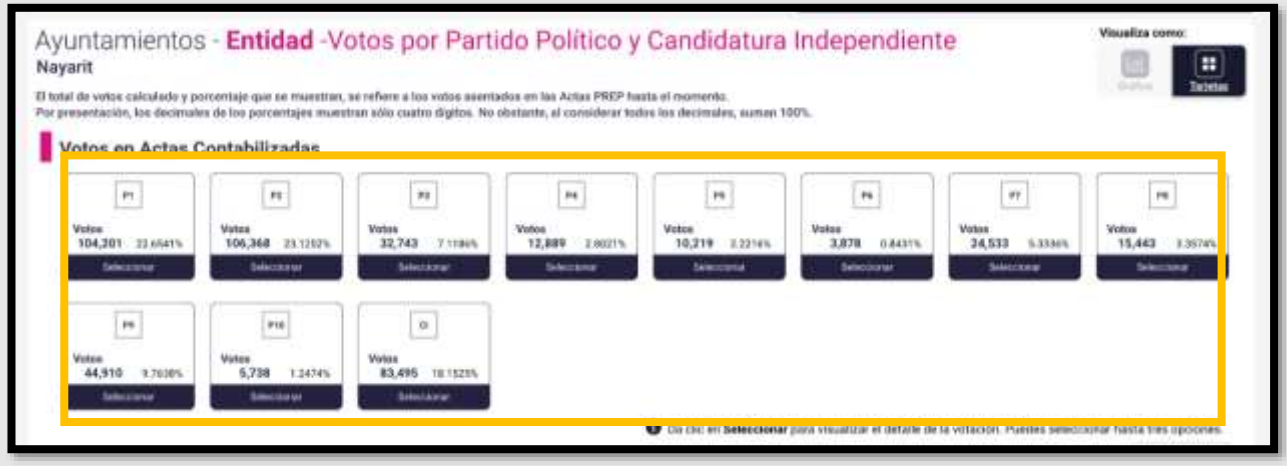 Ayuntamientos - Entidad -Votos por Partido Político y Candidatura Independiente
Visualiza como:
Nayarit
Tarjetas
El total de votos calculado y porcentaje que se muestran, se refiere a los votos asentados en las Actas PREP hasta el momento.
Por presentación, los decimales de los porcentajes muestran sólo cuatro dígitos. No obstante, al considerar todos los decimales, suman 100%.
Votos en Actas Contabilizadas
P1 P2 P3 P4 P5 P6 P7 P8
Votos Votos Votos Votos Votos Votos Votos Votos
104,201 22.6541% 106,368 23.1252% 32,743 7.1186% 12,889 2.8021% 10,219 2.2216% 3,878 0.8431% 24,533 5.3336% 15,443 3.3574%
Seleccionar Seleccionar Seleccionar Seleccionar Seleccionar Seleccionar Seleccionar Seleccionar
P9 P10 CI
Votos Votos Votos
44,910 9.7638% 5,738 1.2474% 83,495 18.1525%
Seleccionar Seleccionar Seleccionar
Da clic en Seleccionar para visualizar el detalle de la votación. Puedes seleccionar hasta tres opciones.